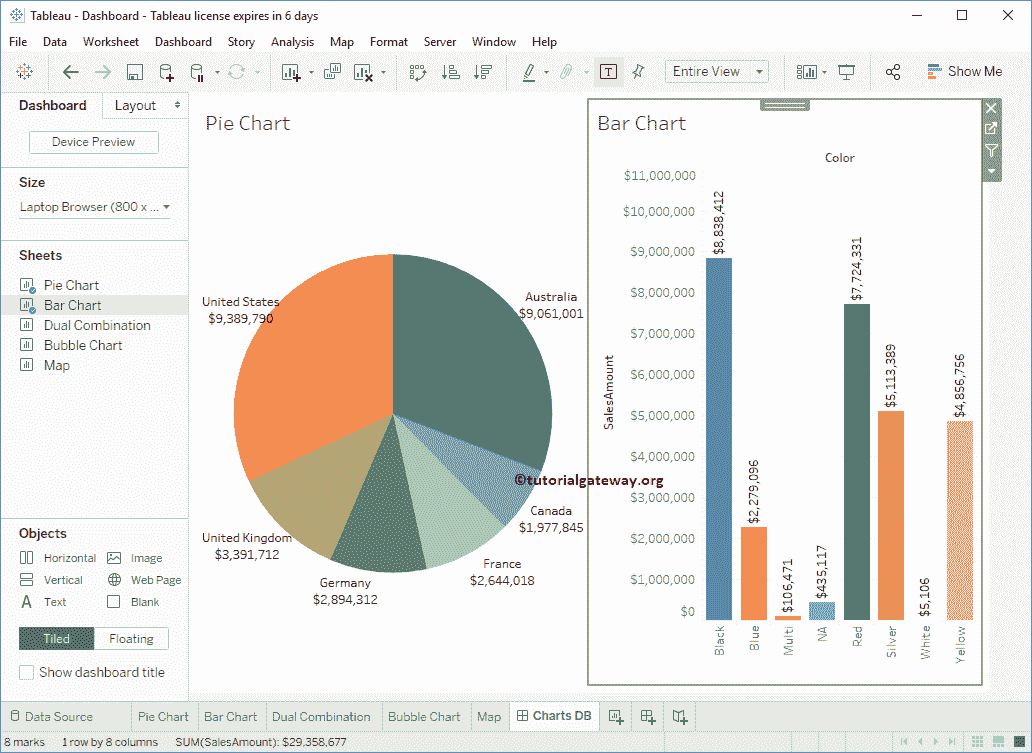 Tableau - Dashboard - Tableau license expires in 6 days
File Data Worksheet Dashboard Story Analysis Map Format Server Window Help
T Entire View Show Me
Dashboard Layout
Device Preview
Size
Laptop Browser (800 x ...
Sheets
Pie Chart
Bar Chart
Dual Combination
Bubble Chart
Map
Objects
Horizontal Image
Vertical Web Page
A Text Blank
Tiled Floating
Show dashboard title
Pie Chart
United States
$9,389,790
Australia
$9,061,001
©tutorialgateway.org
Canada
$1,977,845
United Kingdom
$3,391,712
France
$2,644,018
Germany
$2,894,312
Bar Chart
Color
SalesAmount
$11,000,000
$10,000,000
$9,000,000
$8,000,000
$7,000,000
$6,000,000
$5,000,000
$4,000,000
$3,000,000
$2,000,000
$1,000,000
$0
$8,838,412
$2,279,096
$106,471
$435,117
$7,724,331
$5,113,389
$5,106
$4,856,756
Black
Blue
Multi
NA
Red
Silver
White
Yellow
Data Source Pie Chart Bar Chart Dual Combination Bubble Chart Map Charts DB
8 marks 1 row by 8 columns SUM(SalesAmount): $29,358,677